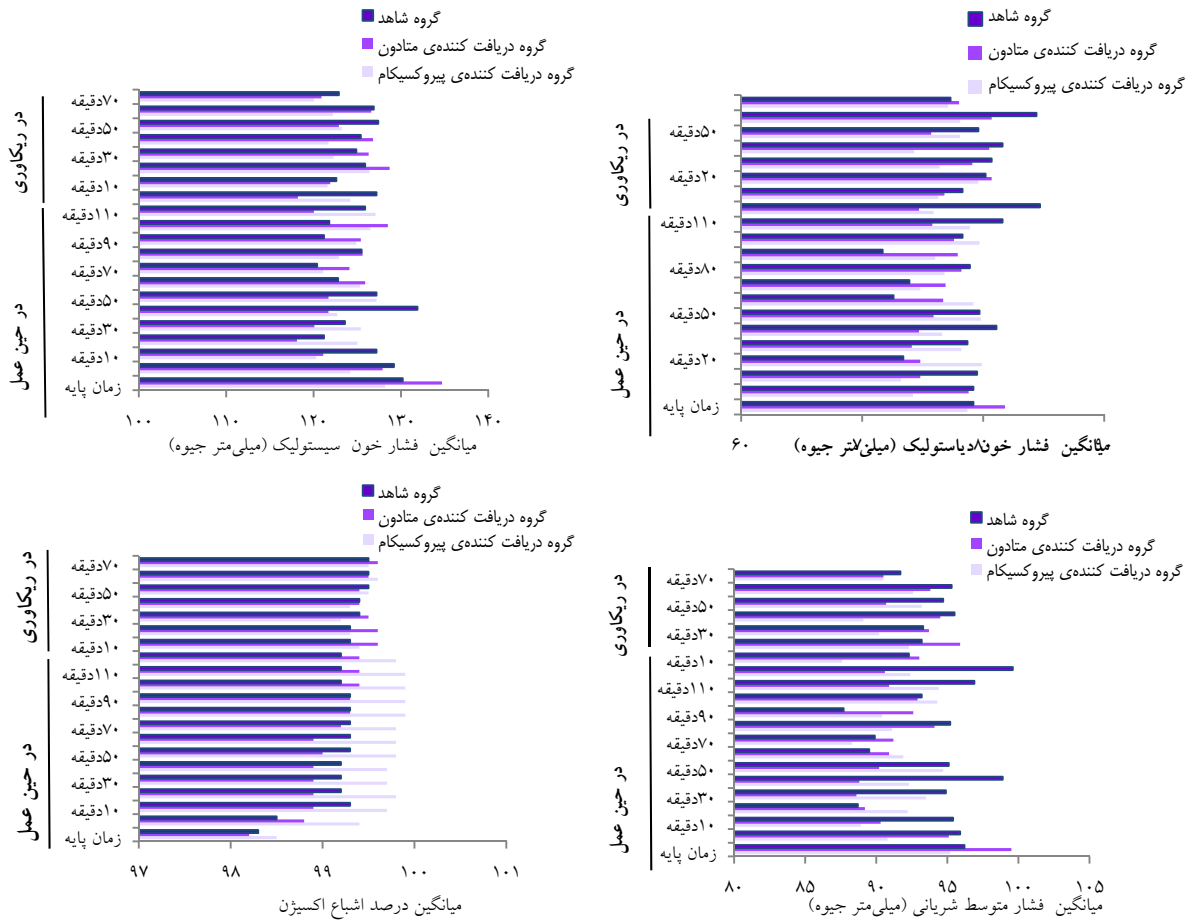 گروه شاهد
گروه دریافت کننده‌ی متادون
گروه دریافت کننده‌ی پیروکسیکام
در ریکاوری
در حین عمل
۷۰دقیقه
۵۰دقیقه
۳۰دقیقه
۱۰دقیقه
۱۱۰دقیقه
۹۰دقیقه
۷۰دقیقه
۵۰دقیقه
۳۰دقیقه
۱۰دقیقه
زمان پایه
۱۰۰ ۱۱۰ ۱۲۰ ۱۳۰ ۱۴۰
میانگین فشار خون سیستولیک (میلی‌متر جیوه)
گروه شاهد
گروه دریافت کننده‌ی متادون
گروه دریافت کننده‌ی پیروکسیکام
در ریکاوری
در حین عمل
۵۰دقیقه
۲۰دقیقه
۱۱۰دقیقه
۸۰دقیقه
۵۰دقیقه
۲۰دقیقه
زمان پایه
۶۰
میانگین فشار خون دیاستولیک (میلی‌متر جیوه)
گروه شاهد
گروه دریافت کننده‌ی متادون
گروه دریافت کننده‌ی پیروکسیکام
در ریکاوری
در حین عمل
۷۰دقیقه
۵۰دقیقه
۳۰دقیقه
۱۰دقیقه
۱۱۰دقیقه
۹۰دقیقه
۷۰دقیقه
۵۰دقیقه
۳۰دقیقه
۱۰دقیقه
زمان پایه
۹۷ ۹۸ ۹۹ ۱۰۰ ۱۰۱
میانگین درصد اشباع اکسیژن
گروه شاهد
گروه دریافت کننده‌ی متادون
گروه دریافت کننده‌ی پیروکسیکام
در ریکاوری
در حین عمل
۷۰دقیقه
۵۰دقیقه
۳۰دقیقه
۱۰دقیقه
۱۱۰دقیقه
۹۰دقیقه
۷۰دقیقه
۵۰دقیقه
۳۰دقیقه
۱۰دقیقه
زمان پایه
۸۰ ۸۵ ۹۰ ۹۵ ۱۰۰ ۱۰۵
میانگین فشار متوسط شریانی (میلی‌متر جیوه)